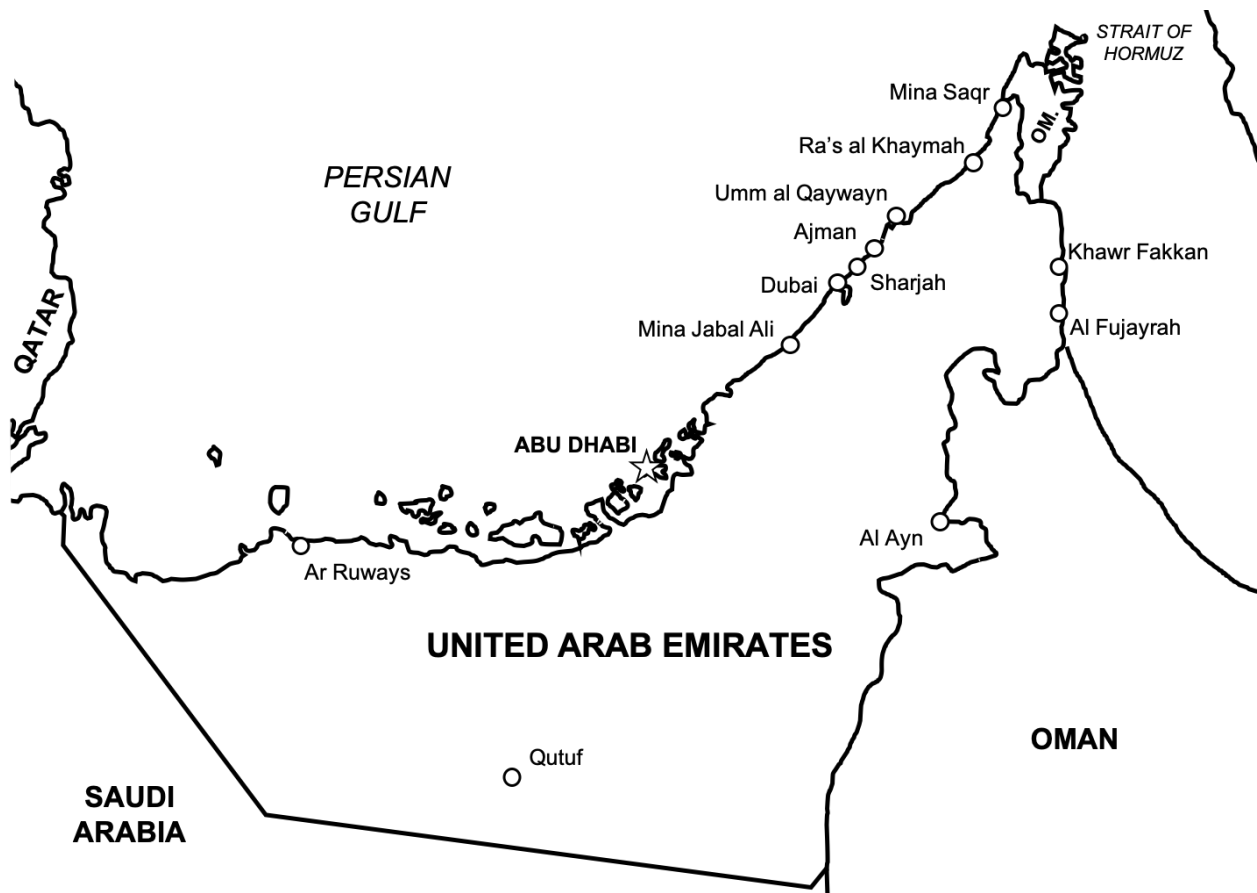 STRAIT OF
HORMUZ
Mina Saqr
OM.
Ra's al Khaymah
PERSIAN
GULF
Umm al Qaywayn
Ajman
Khawr Fakkan
Dubai
Sharjah
QATAR
Mina Jabal Ali
Al Fujayrah
ABU DHABI
Al Ayn
Ar Ruways
UNITED ARAB EMIRATES
OMAN
Qutuf
SAUDI
ARABIA